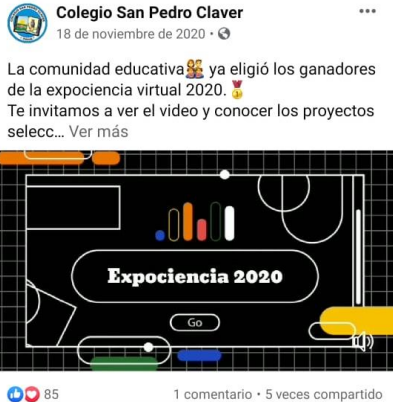 Colegio San Pedro Claver
18 de noviembre de 2020 ·
La comunidad educativa ya eligió los ganadores
de la expociencia virtual 2020.
Te invitamos a ver el video y conocer los proyectos
selecc... Ver más
Expociencia 2020
Go
85
1 comentario • 5 veces compartido